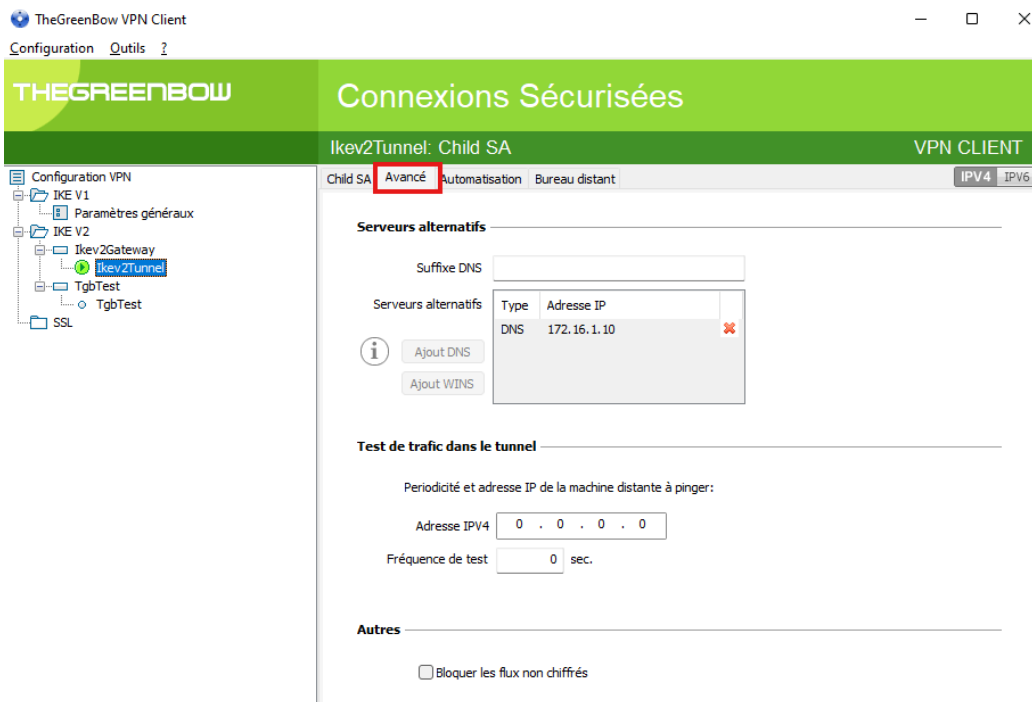 TheGreenBow VPN Client
Configuration Outils ?
THEGREENBOW
Connexions Sécurisées
Ikev2Tunnel: Child SA
VPN CLIENT
Configuration VPN
IKE V1
Paramètres généraux
IKE V2
Ikev2Gateway
Ikev2Tunnel
TgbTest
TgbTest
SSL
Child SA Avancé Automatisation Bureau distant
IPV4 IPV6
Serveurs alternatifs
Suffixe DNS
Serveurs alternatifs
Type Adresse IP
DNS 172.16.1.10
Ajout DNS
Ajout WINS
Test de trafic dans le tunnel
Periodicité et adresse IP de la machine distante à pinger:
Adresse IPV4 0 . 0 . 0 . 0
Fréquence de test 0 sec.
Autres
Bloquer les flux non chiffrés